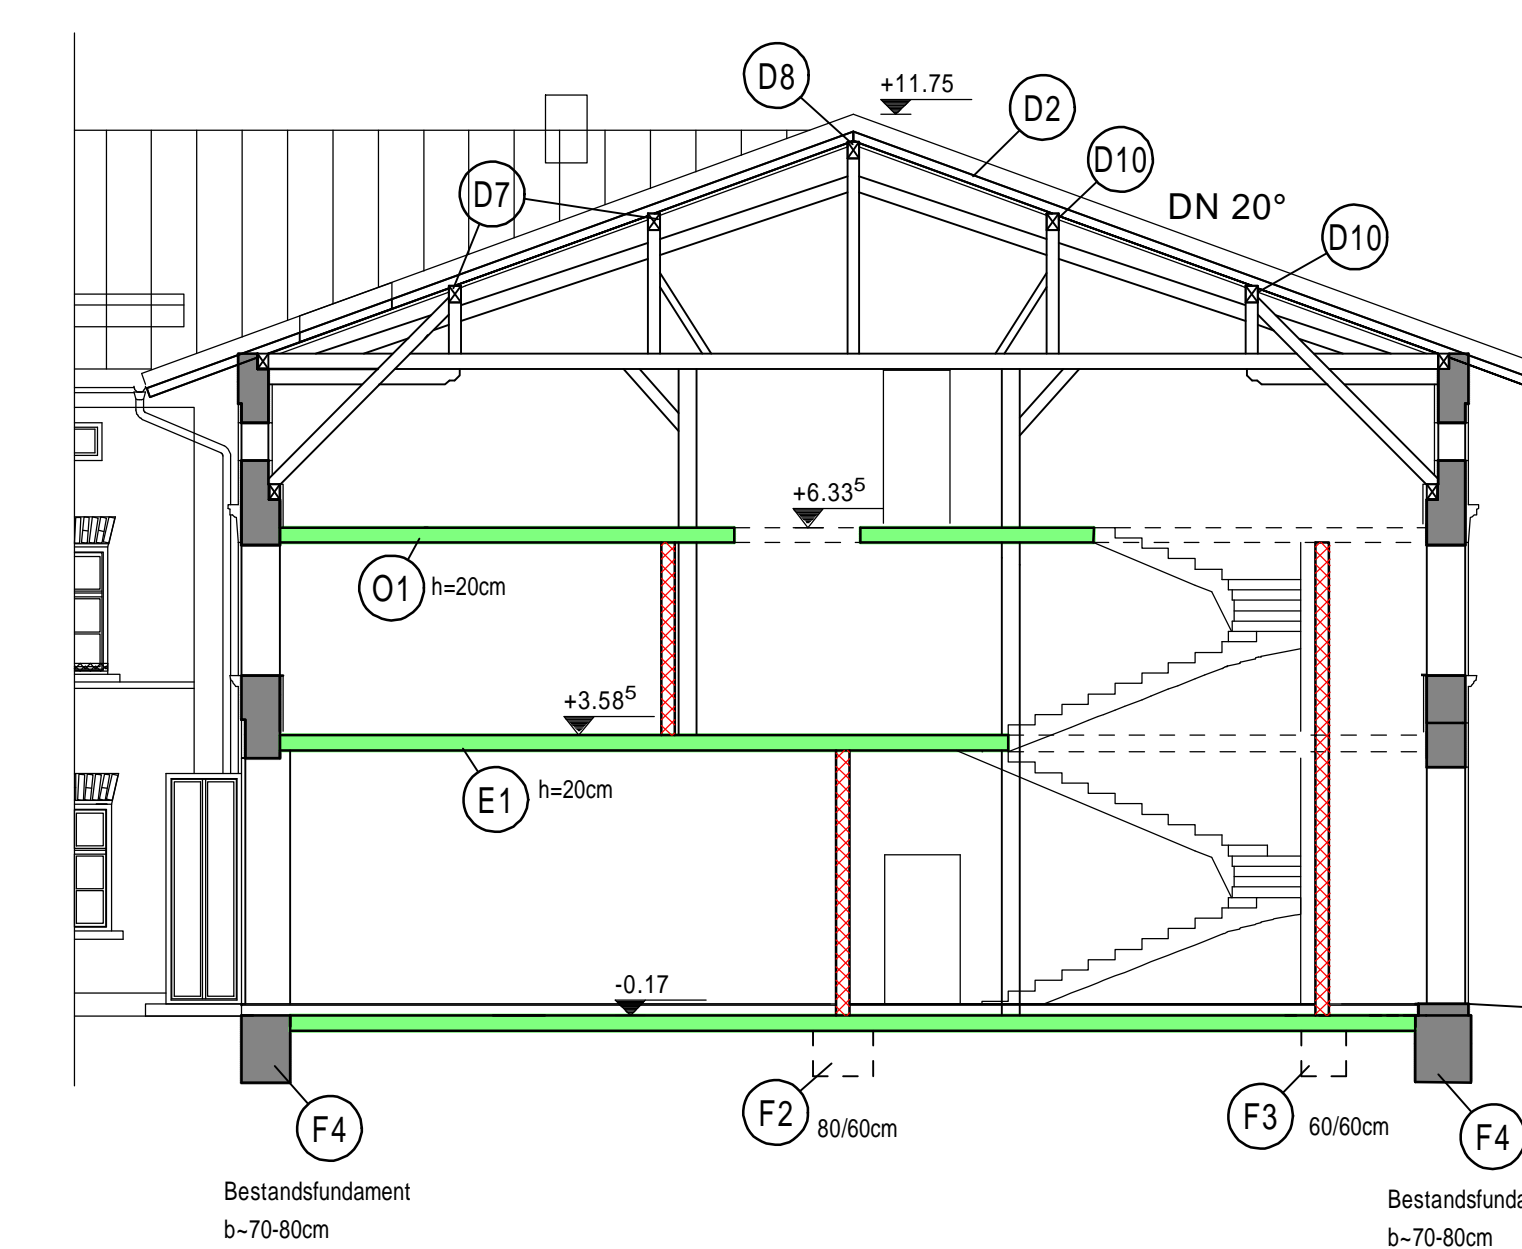 D8
+11.75
D2
D10
D7
DN 20°
D10
+6.33⁵
O1 h=20cm
+3.58⁵
E1 h=20cm
-0.17
F4
F2 80/60cm
F3 60/60cm
F4
Bestandsfundament
b~70-80cm
Bestandsfunda
b~70-80cm